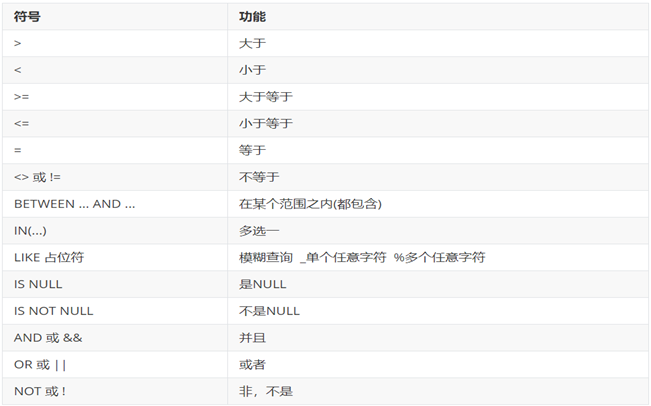 符号 功能
> 大于
< 小于
>= 大于等于
<= 小于等于
= 等于
<> 或 != 不等于
BETWEEN ... AND ... 在某个范围之内(都包含)
IN(...) 多选一
LIKE 占位符 模糊查询 _单个任意字符 %多个任意字符
IS NULL 是NULL
IS NOT NULL 不是NULL
AND 或 && 并且
OR 或 || 或者
NOT 或 ! 非，不是